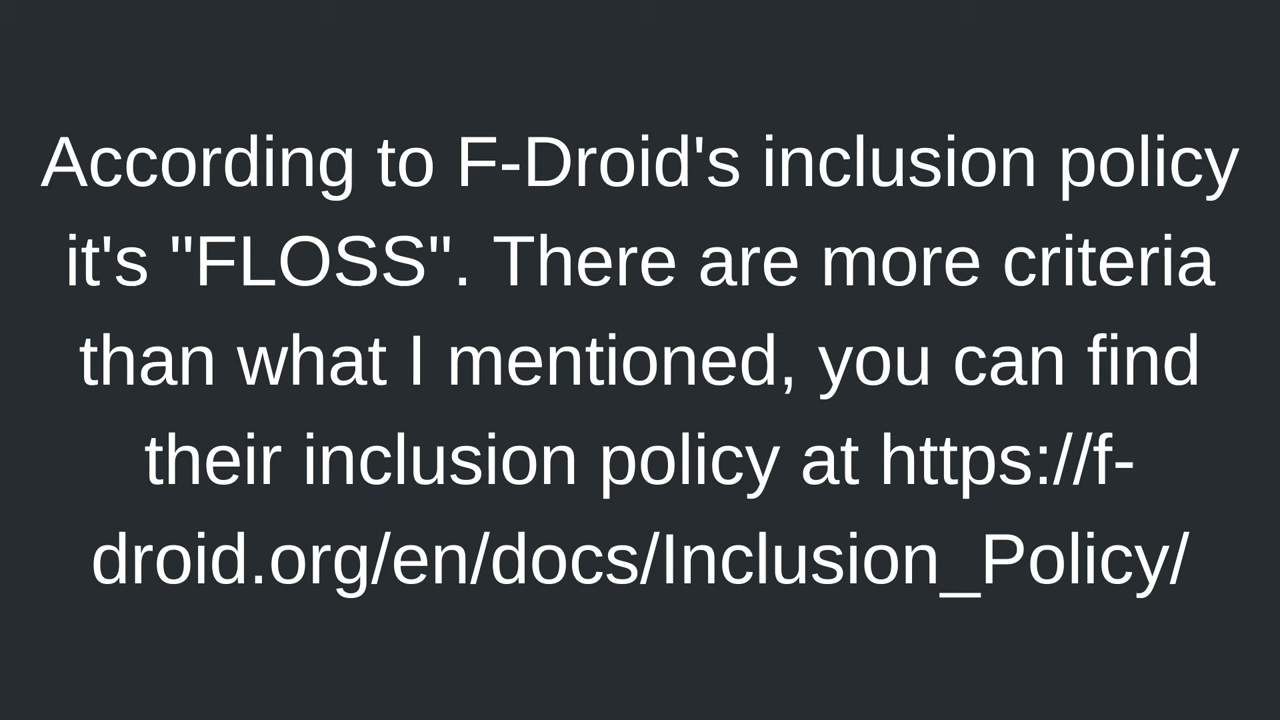 According to F-Droid's inclusion policy
it's "FLOSS". There are more criteria
than what I mentioned, you can find
their inclusion policy at https://f-
droid.org/en/docs/Inclusion_Policy/